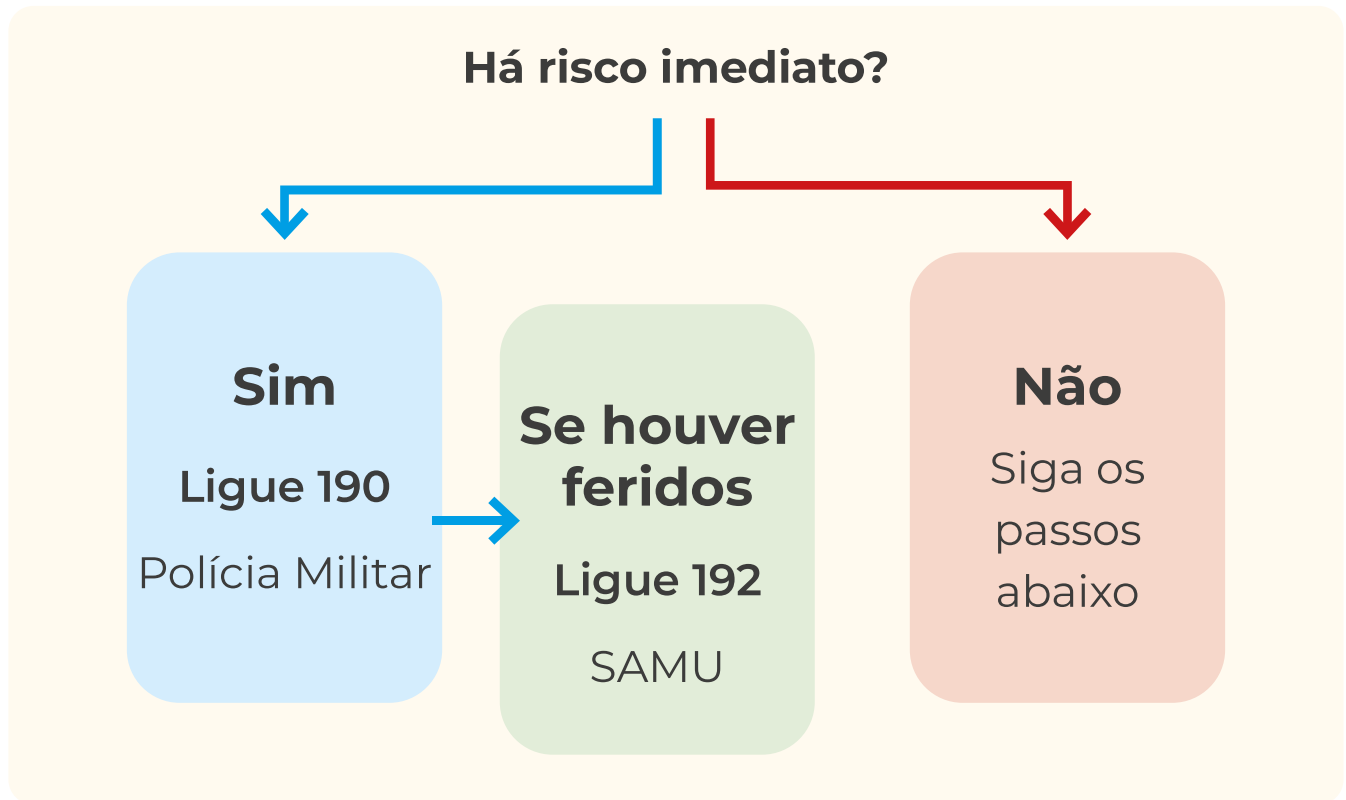 Há risco imediato?
Sim
Ligue 190
Polícia Militar
Se houver
feridos
Ligue 192
SAMU
Não
Siga os
passos
abaixo